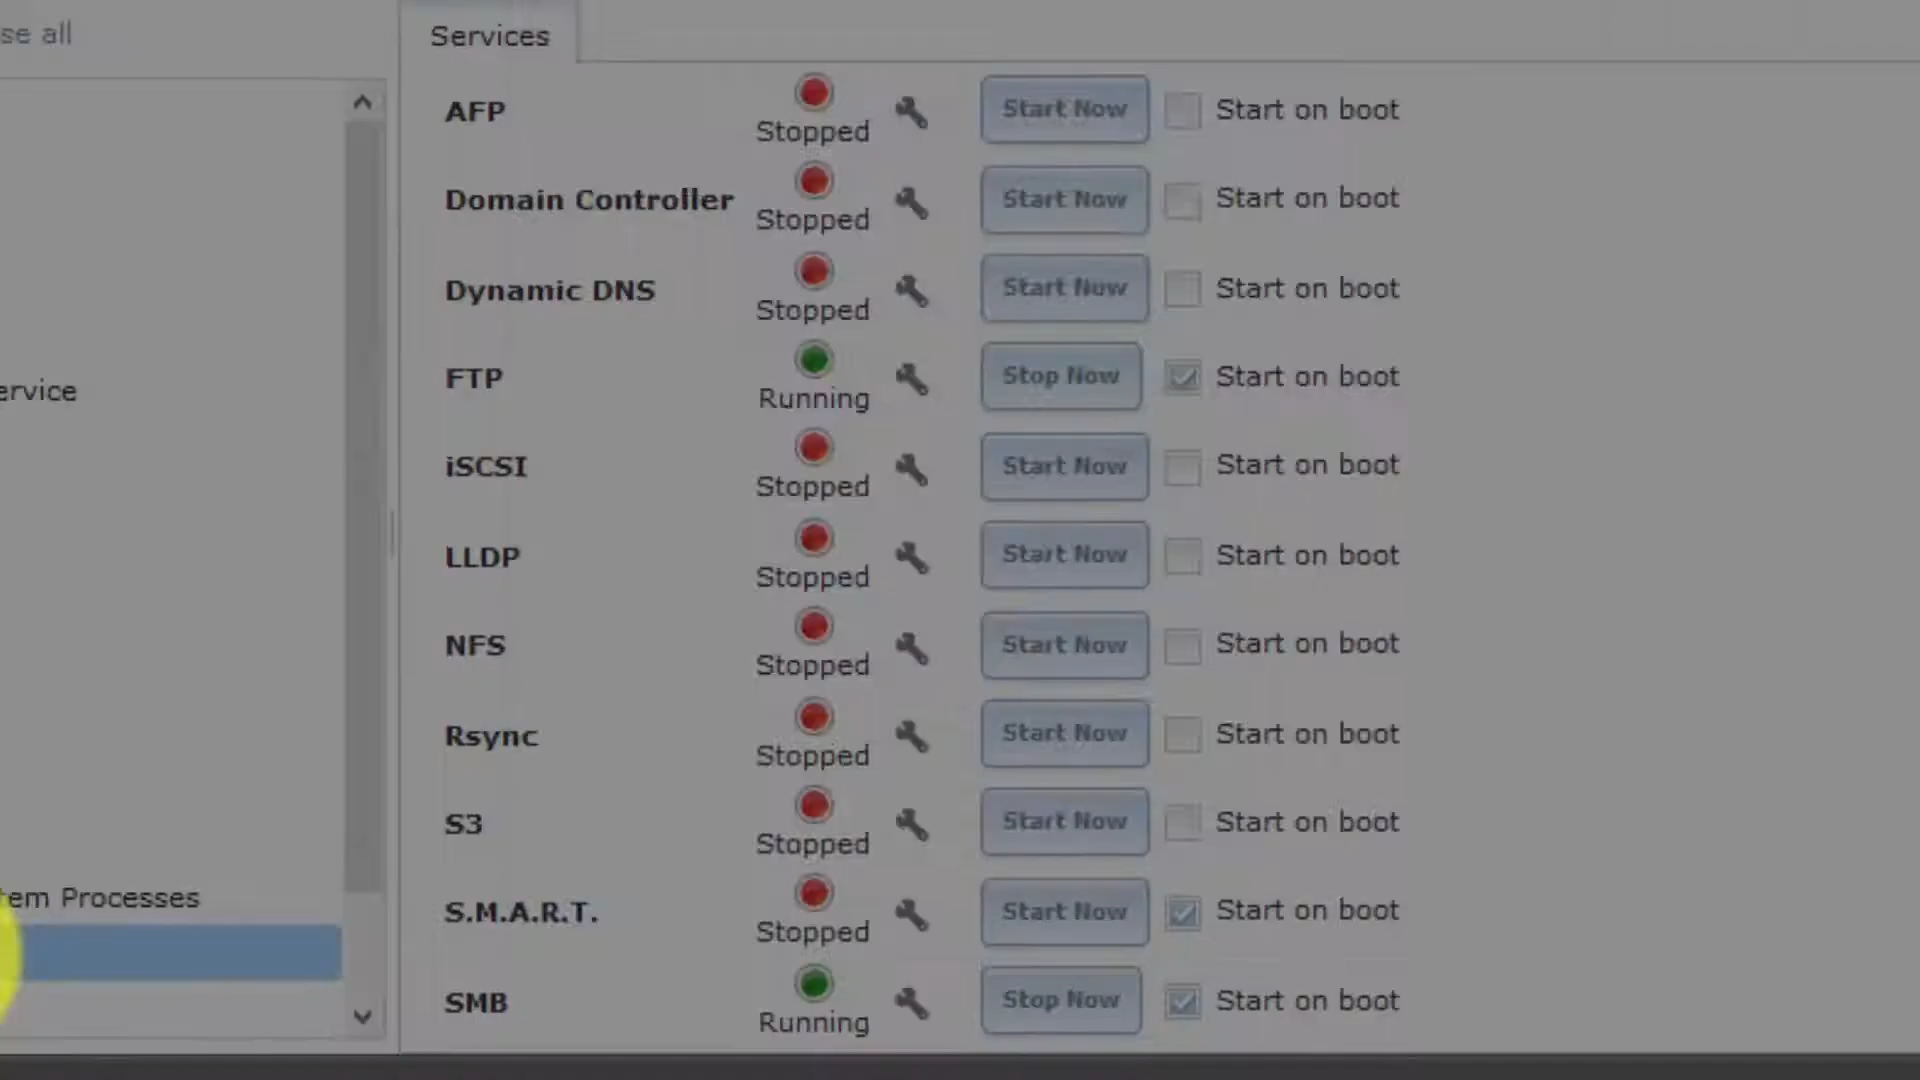 se all
Services
AFP Stopped Start Now Start on boot
Domain Controller Stopped Start Now Start on boot
Dynamic DNS Stopped Start Now Start on boot
ervice
FTP Running Stop Now Start on boot
iSCSI Stopped Start Now Start on boot
LLDP Stopped Start Now Start on boot
NFS Stopped Start Now Start on boot
Rsync Stopped Start Now Start on boot
S3 Stopped Start Now Start on boot
tem Processes
S.M.A.R.T. Stopped Start Now Start on boot
SMB Running Stop Now Start on boot